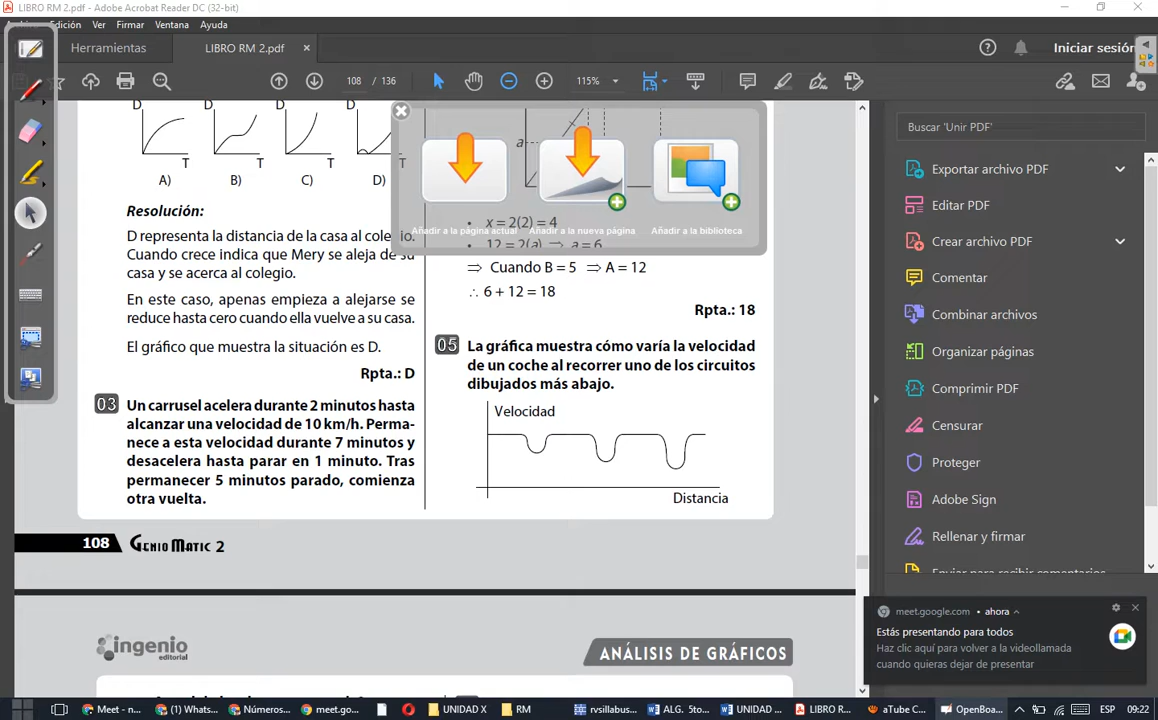 LIBRO RM 2.pdf - Adobe Acrobat Reader DC (32-bit)
Edición Ver Firmar Ventana Ayuda
Herramientas LIBRO RM 2.pdf × Iniciar sesión
108 / 136 115%
D D D D
T T T T
A) B) C) D)
Resolución:
D representa la distancia de la casa al colegio.
Cuando crece indica que Mery se aleja de su
casa y se acerca al colegio.
En este caso, apenas empieza a alejarse se
reduce hasta cero cuando ella vuelve a su casa.
El gráfico que muestra la situación es D.
Rpta.: D
03 Un carrusel acelera durante 2 minutos hasta
alcanzar una velocidad de 10 km/h. Perma-
nece a esta velocidad durante 7 minutos y
desacelera hasta parar en 1 minuto. Tras
permanecer 5 minutos parado, comienza
otra vuelta.
a
Añadir a la página actual Añadir a la nueva página Añadir a la biblioteca
• x = 2(2) = 4
• 12 = 2(a) ⇒ a = 6
⇒ Cuando B = 5 ⇒ A = 12
∴ 6 + 12 = 18
Rpta.: 18
05 La gráfica muestra cómo varía la velocidad
de un coche al recorrer uno de los circuitos
dibujados más abajo.
Velocidad
Distancia
108 GENIOMATIC 2
ingenio
editorial
ANÁLISIS DE GRÁFICOS
Buscar 'Unir PDF'
Exportar archivo PDF
Editar PDF
Crear archivo PDF
Comentar
Combinar archivos
Organizar páginas
Comprimir PDF
Censurar
Proteger
Adobe Sign
Rellenar y firmar
Enviar para recibir comentarios
meet.google.com • ahora
Estás presentando para todos
Haz clic aquí para volver a la videollamada
cuando quieras dejar de presentar
Meet - n... (1) Whats... Números... meet.go... UNIDAD X RM rvsillabus... ALG. 5to... UNIDAD ... LIBRO R... aTube C... OpenBoa... ESP 09:22